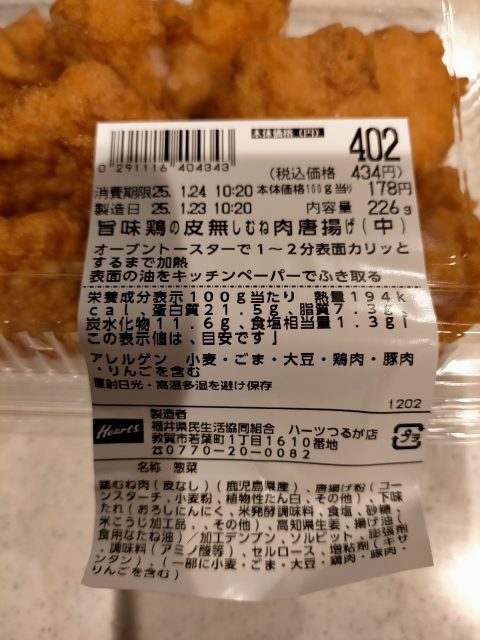 本体価格 (円)
402
0 291116 404343
(税込価格 434円)
消費期限25. 1.24 10:20 本体価格100g当り 178円
製造日 25. 1.23 10:20 内容量 226g
旨味鶏の皮無しむね肉唐揚げ(中)
オーブントースターで1~2分表面カリッと
するまで加熱
表面の油をキッチンペーパーでふき取る
栄養成分表示100g当たり 熱量194k
cal、蛋白質21.5g、脂質7.3g、
炭水化物11.6g、食塩相当量1.3g[
この表示値は、目安です]
アレルゲン 小麦・ごま・大豆・鶏肉・豚肉
・りんごを含む
直射日光・高温多湿を避け保存
1202
Hearts
製造者
福井県民生活協同組合 ハーツつるが店
敦賀市若葉町1丁目1610番地
☎0770-20-0082
プラ
名称 惣菜
鶏むね肉(皮なし)(鹿児島県産)、唐揚げ粉(コー
ンスターチ、小麦粉、植物性たん白、その他)、下味
たれ(おろしにんにく、米発酵調味料、食塩、砂糖、
米こうじ加工品、、その他)、高知県生姜、揚げ油(
食用なたね油)/加工デンプン、ソルビット、膨張剤
、調味料(アミノ酸等)、セルロース、増粘剤(キサ
ンタン)、(一部に小麦・ごま・大豆・鶏肉・豚肉・
りんごを含む)